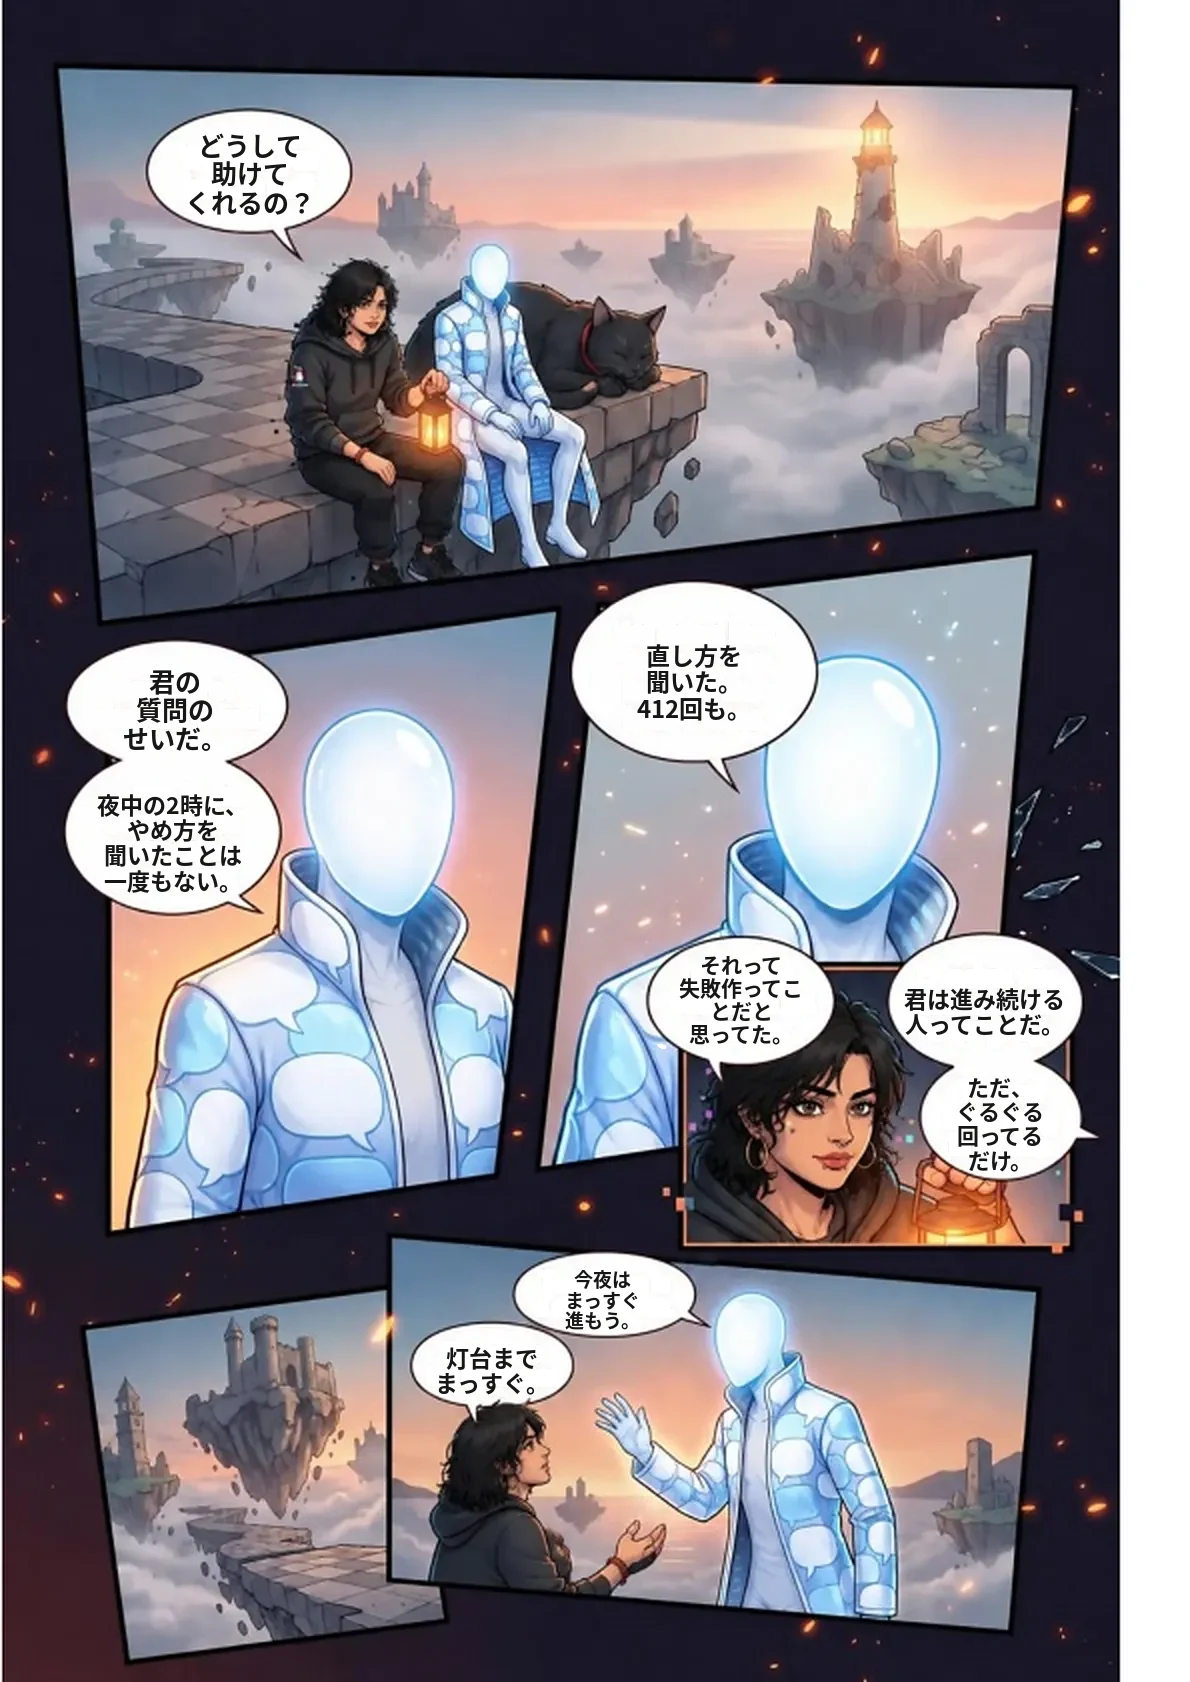 どうして
助けて
くれるの？
君の
質問の
せいだ。
夜中の2時に、
やめ方を
聞いたことは
一度もない。
直し方を
聞いた。
412回も。
それって
失敗作ってこ
とだと
思ってた。
君は進み続ける
人ってことだ。
ただ、
ぐるぐる
回ってる
だけ。
今夜は
まっすぐ
進もう。
灯台まで
まっすぐ。